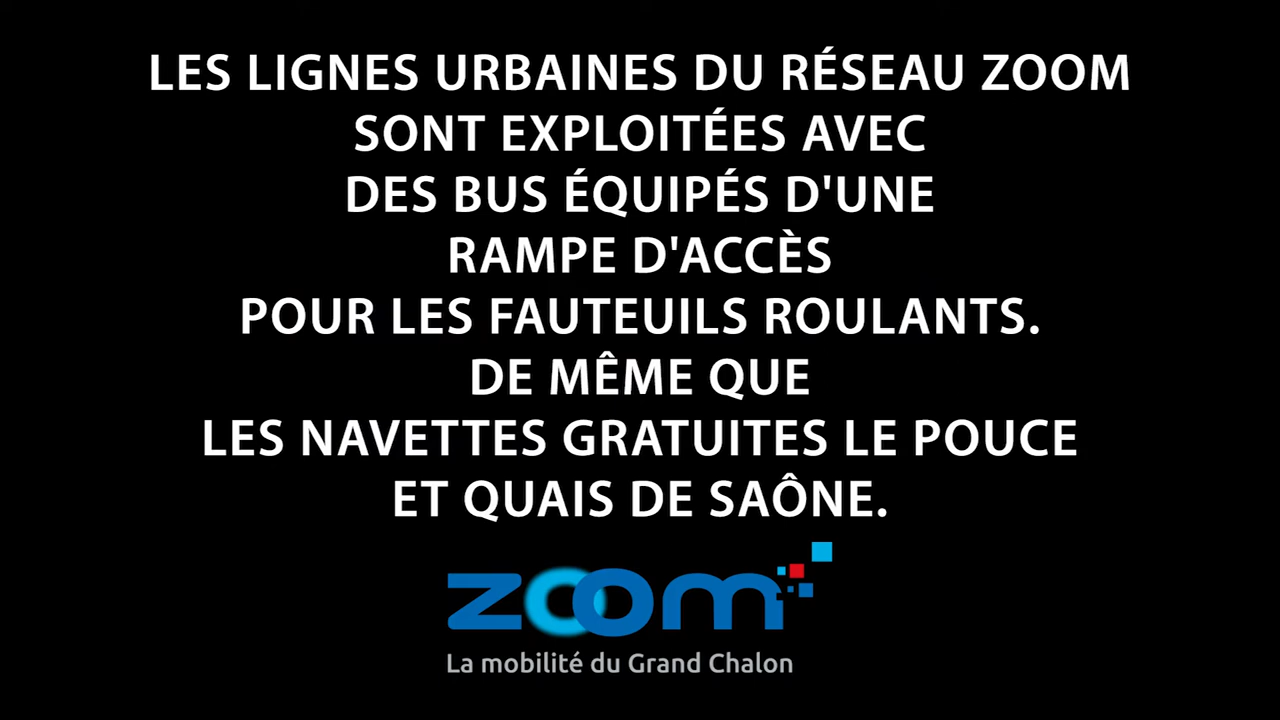 LES LIGNES URBAINES DU RÉSEAU ZOOM
SONT EXPLOITÉES AVEC
DES BUS ÉQUIPÉS D'UNE
RAMPE D'ACCÈS
POUR LES FAUTEUILS ROULANTS.
DE MÊME QUE
LES NAVETTES GRATUITES LE POUCE
ET QUAIS DE SAÔNE.
zoom
La mobilité du Grand Chalon